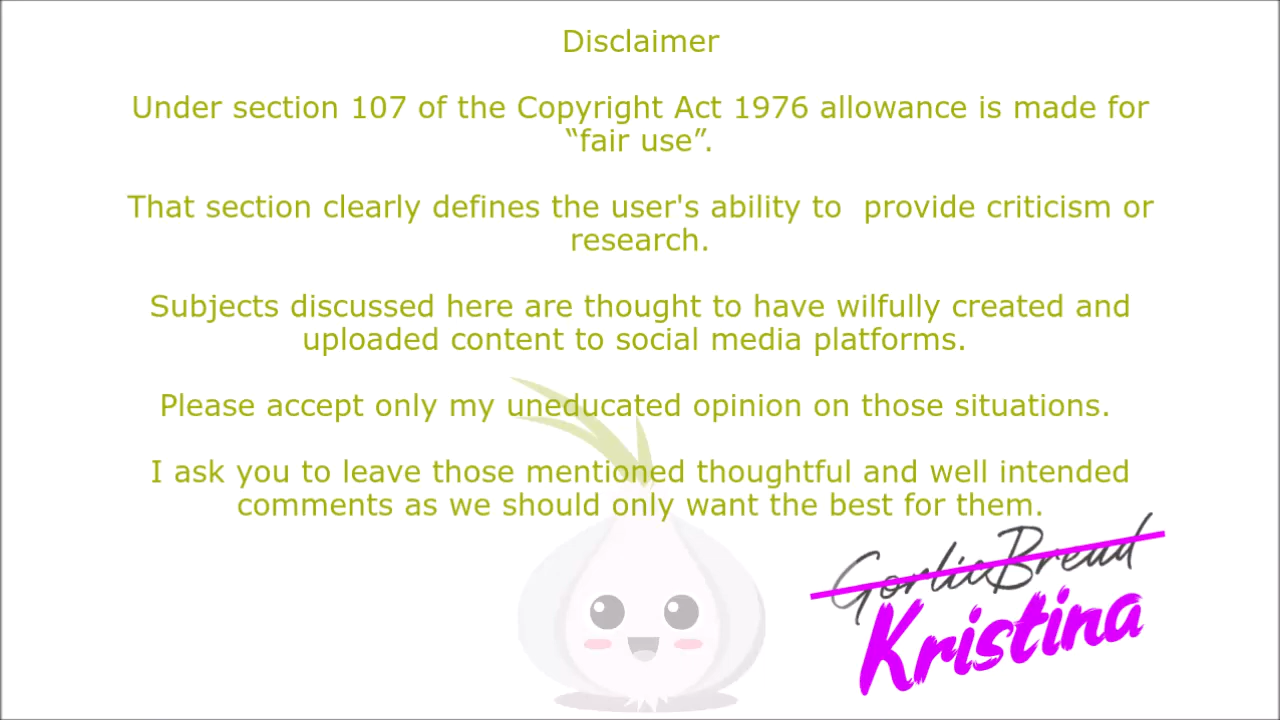 Disclaimer
Under section 107 of the Copyright Act 1976 allowance is made for
“fair use”.
That section clearly defines the user's ability to  provide criticism or
research.
Subjects discussed here are thought to have wilfully created and
uploaded content to social media platforms.
Please accept only my uneducated opinion on those situations.
I ask you to leave those mentioned thoughtful and well intended
comments as we should only want the best for them.
GarlicBread
Kristina